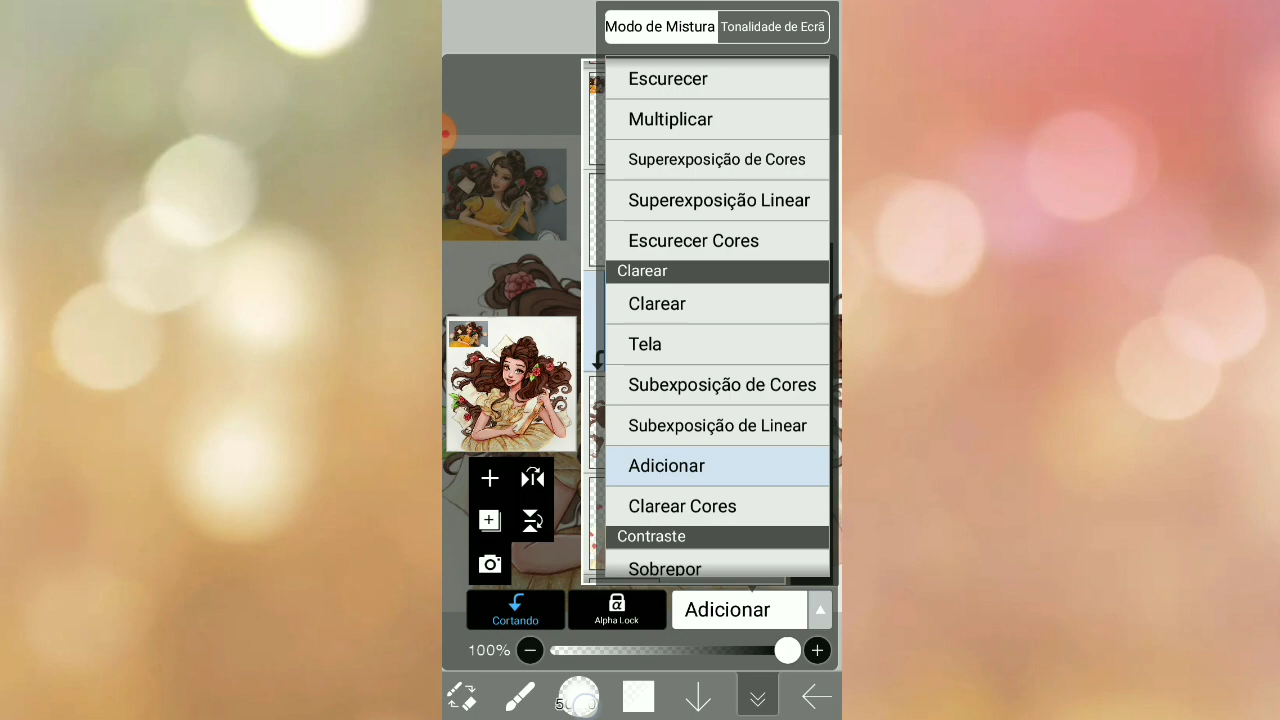 Modo de Mistura
Tonalidade de Ecrã
Escurecer
Multiplicar
Superexposição de Cores
Superexposição Linear
Escurecer Cores
Clarear
Clarear
Tela
Subexposição de Cores
Subexposição de Linear
Adicionar
Clarear Cores
Contraste
Sobrepor
Cortando
Alpha Lock
Adicionar
100%